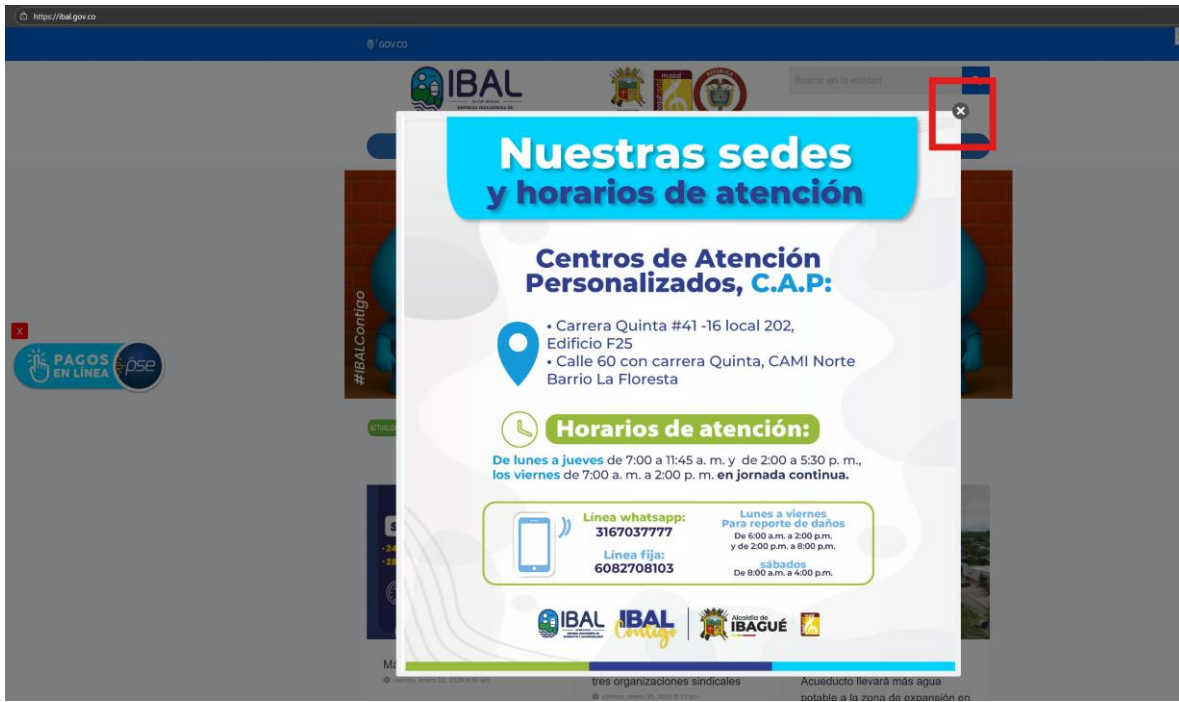 https://ibal.gov.co
GOV.CO
IBAL
Buscar en la entidad
Nuestras sedes
y horarios de atención
Centros de Atención
Personalizados, C.A.P:
• Carrera Quinta #41 -16 local 202,
Edificio F25
• Calle 60 con carrera Quinta, CAMI Norte
Barrio La Floresta
#IBALContigo
X
PAGOS
EN LÍNEA
pse
Horarios de atención:
De lunes a jueves de 7:00 a 11:45 a. m. y de 2:00 a 5:30 p. m.,
los viernes de 7:00 a. m. a 2:00 p. m. en jornada continua.
Línea whatsapp:
3167037777
Línea fija:
6082708103
Lunes a viernes
Para reporte de daños
De 6:00 a.m. a 2:00 p.m.
y de 2:00 p.m. a 8:00 p.m.
sábados
De 8:00 a.m. a 4:00 p.m.
IBAL
IBAL
Contigo
Alcaldía de
IBAGUÉ
tres organizaciones sindicales
Acueducto llevará más agua
potable a la zona de expansión en